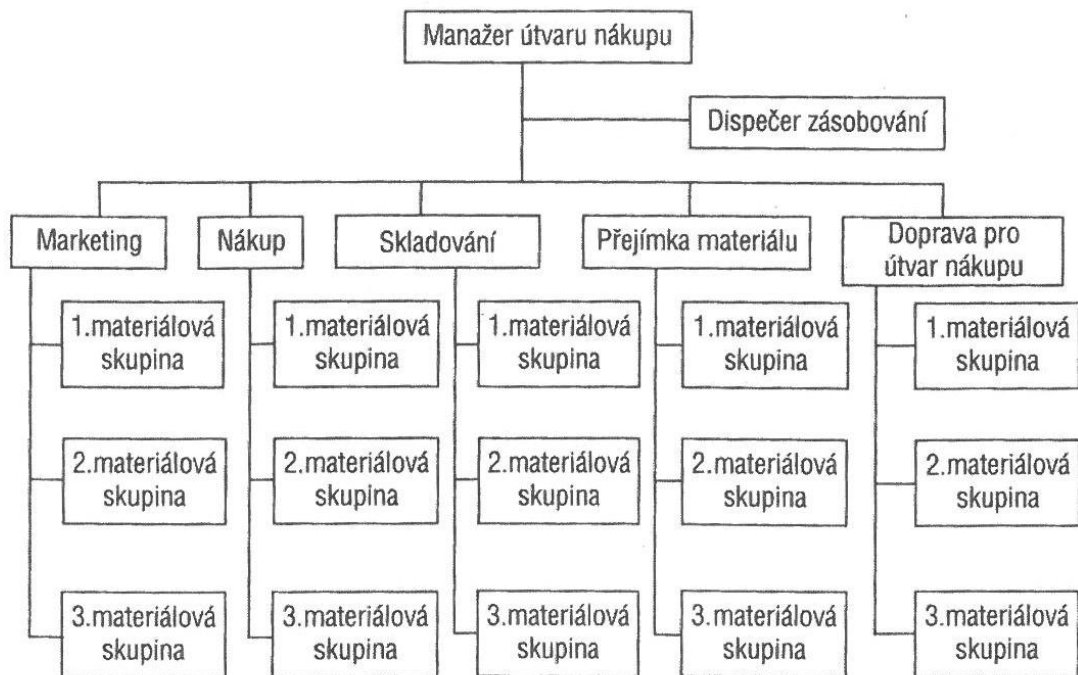 Manažer útvaru nákupu
Dispečer zásobování
Marketing
Nákup
Skladování
Přejímka materiálu
Doprava pro
útvar nákupu
1.materiálová
skupina
1.materiálová
skupina
1.materiálová
skupina
1.materiálová
skupina
1.materiálová
skupina
2.materiálová
skupina
2.materiálová
skupina
2.materiálová
skupina
2.materiálová
skupina
2.materiálová
skupina
3.materiálová
skupina
3.materiálová
skupina
3.materiálová
skupina
3.materiálová
skupina
3.materiálová
skupina